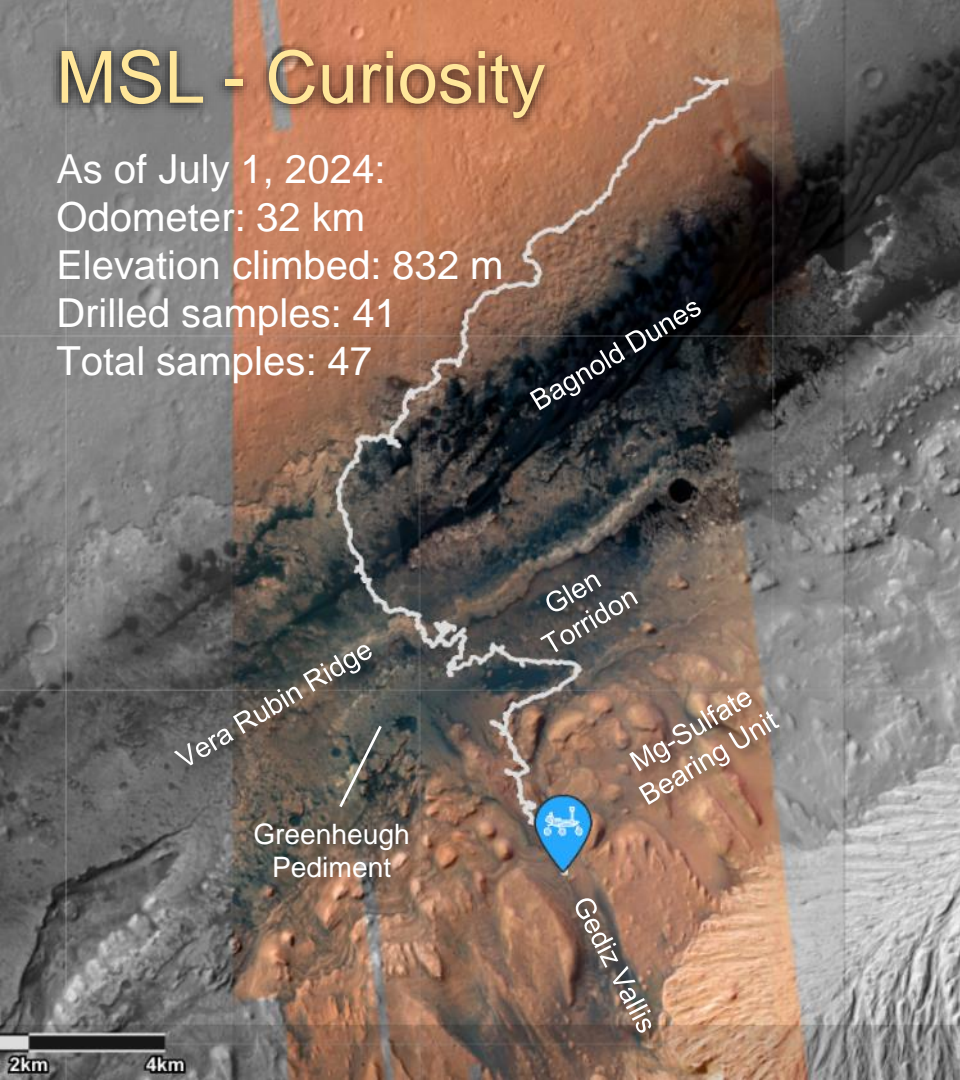 MSL - Curiosity
As of July 1, 2024:
Odometer: 32 km
Elevation climbed: 832 m
Drilled samples: 41
Total samples: 47
Bagnold Dunes
Glen
Torridon
Vera Rubin Ridge
Mg-Sulfate
Bearing Unit
Greenheugh
Pediment
Gediz Vallis
2km 4km